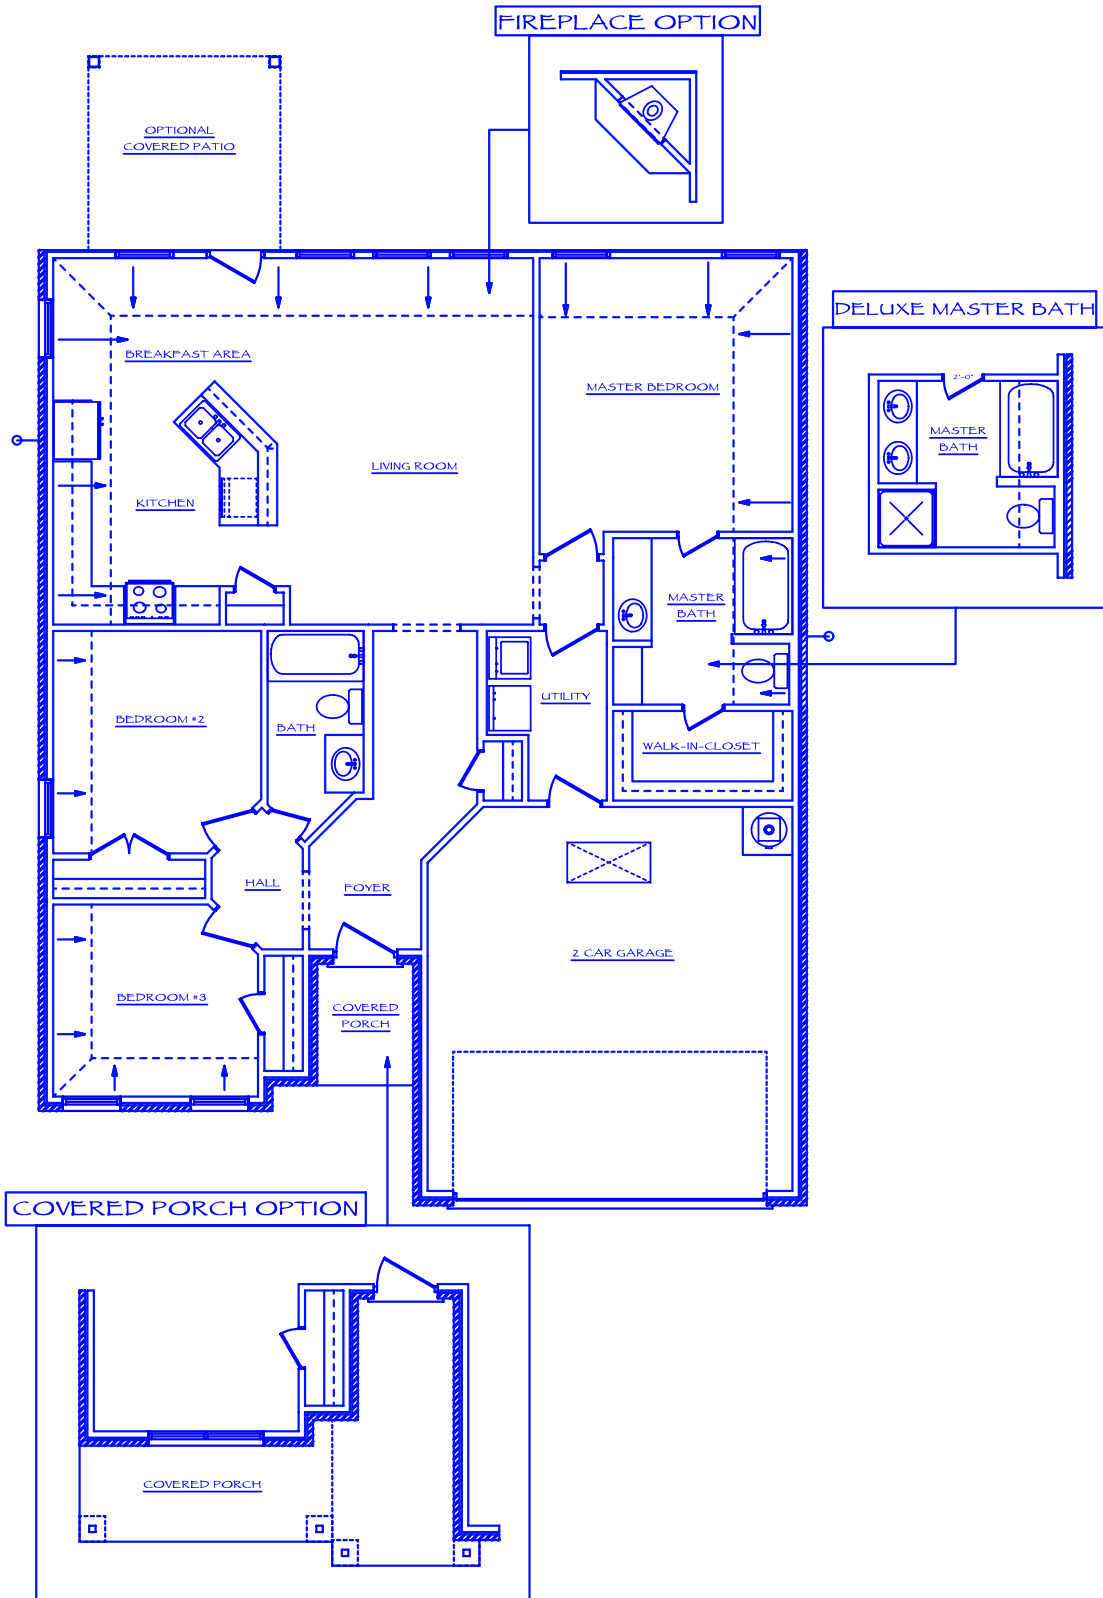 FIREPLACE OPTION
OPTIONAL
COVERED PATIO
DELUXE MASTER BATH
BREAKFAST AREA
MASTER BEDROOM
2'-0"
MASTER
BATH
LIVING ROOM
KITCHEN
MASTER
BATH
UTILITY
BEDROOM #2
BATH
WALK-IN-CLOSET
HALL
FOYER
2 CAR GARAGE
BEDROOM #3
COVERED
PORCH
COVERED PORCH OPTION
COVERED PORCH